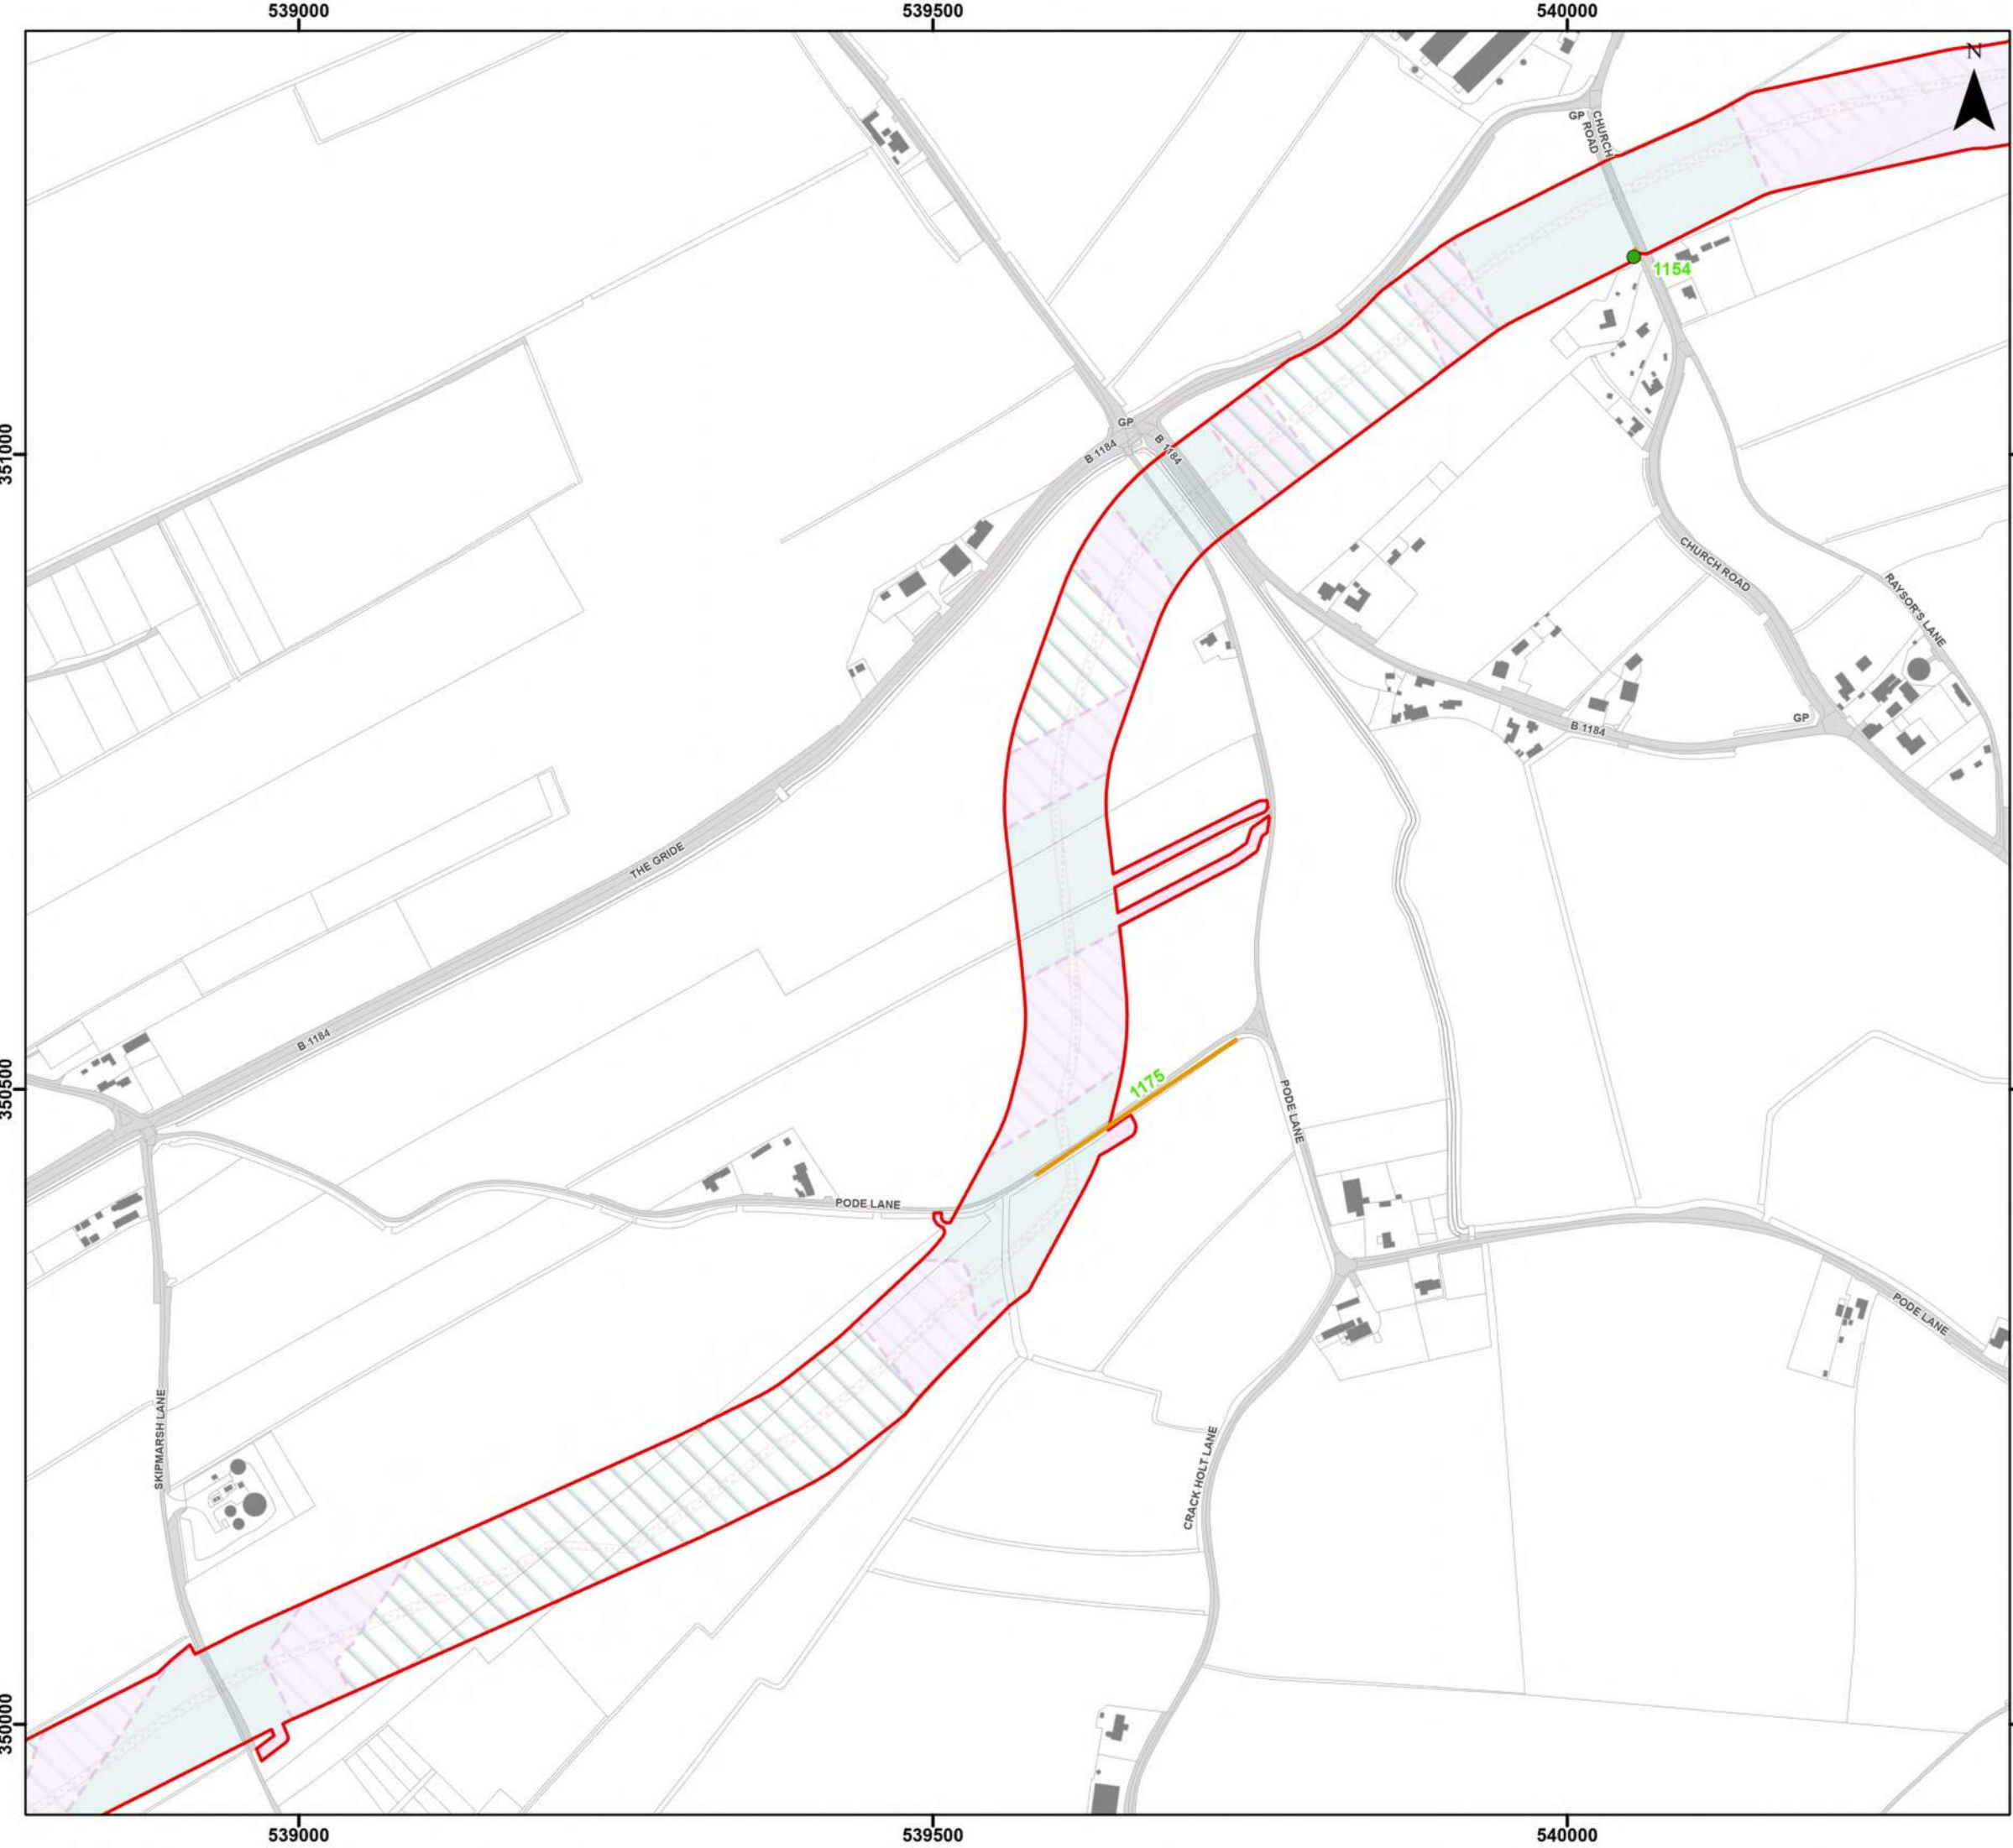 539000
539500
540000
N
GP
CHURCH
ROAD
1154
351000
GP
B 1184
B 1184
CHURCH ROAD
RAYSOR'S LANE
GP
B 1184
THE GRIDE
B 1184
350500
1175
PODE LANE
PODE LANE
PODE LANE
SKIPMARSH LANE
CRACK HOLT LANE
350000
539000
539500
540000